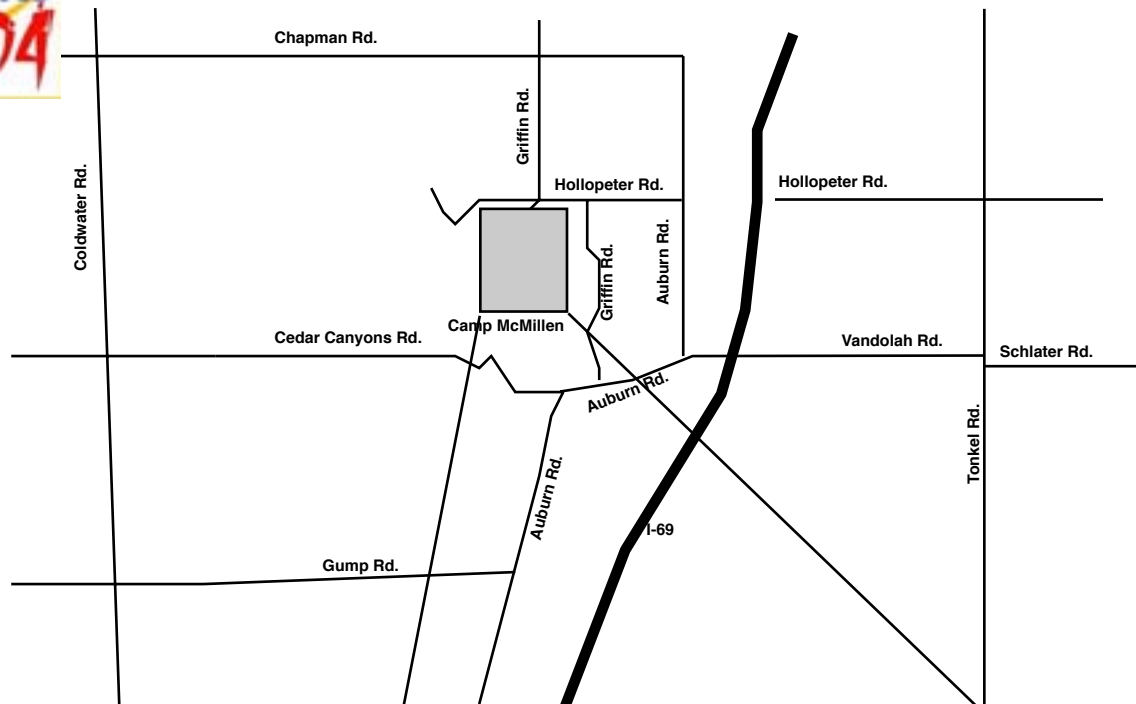 04
Chapman Rd.
Griffin Rd.
Coldwater Rd.
Hollopeter Rd.
Hollopeter Rd.
Auburn Rd.
Griffin Rd.
Camp McMillen
Cedar Canyons Rd.
Vandolah Rd.
Schlater Rd.
Auburn Rd.
Tonkel Rd.
Auburn Rd.
I-69
Gump Rd.